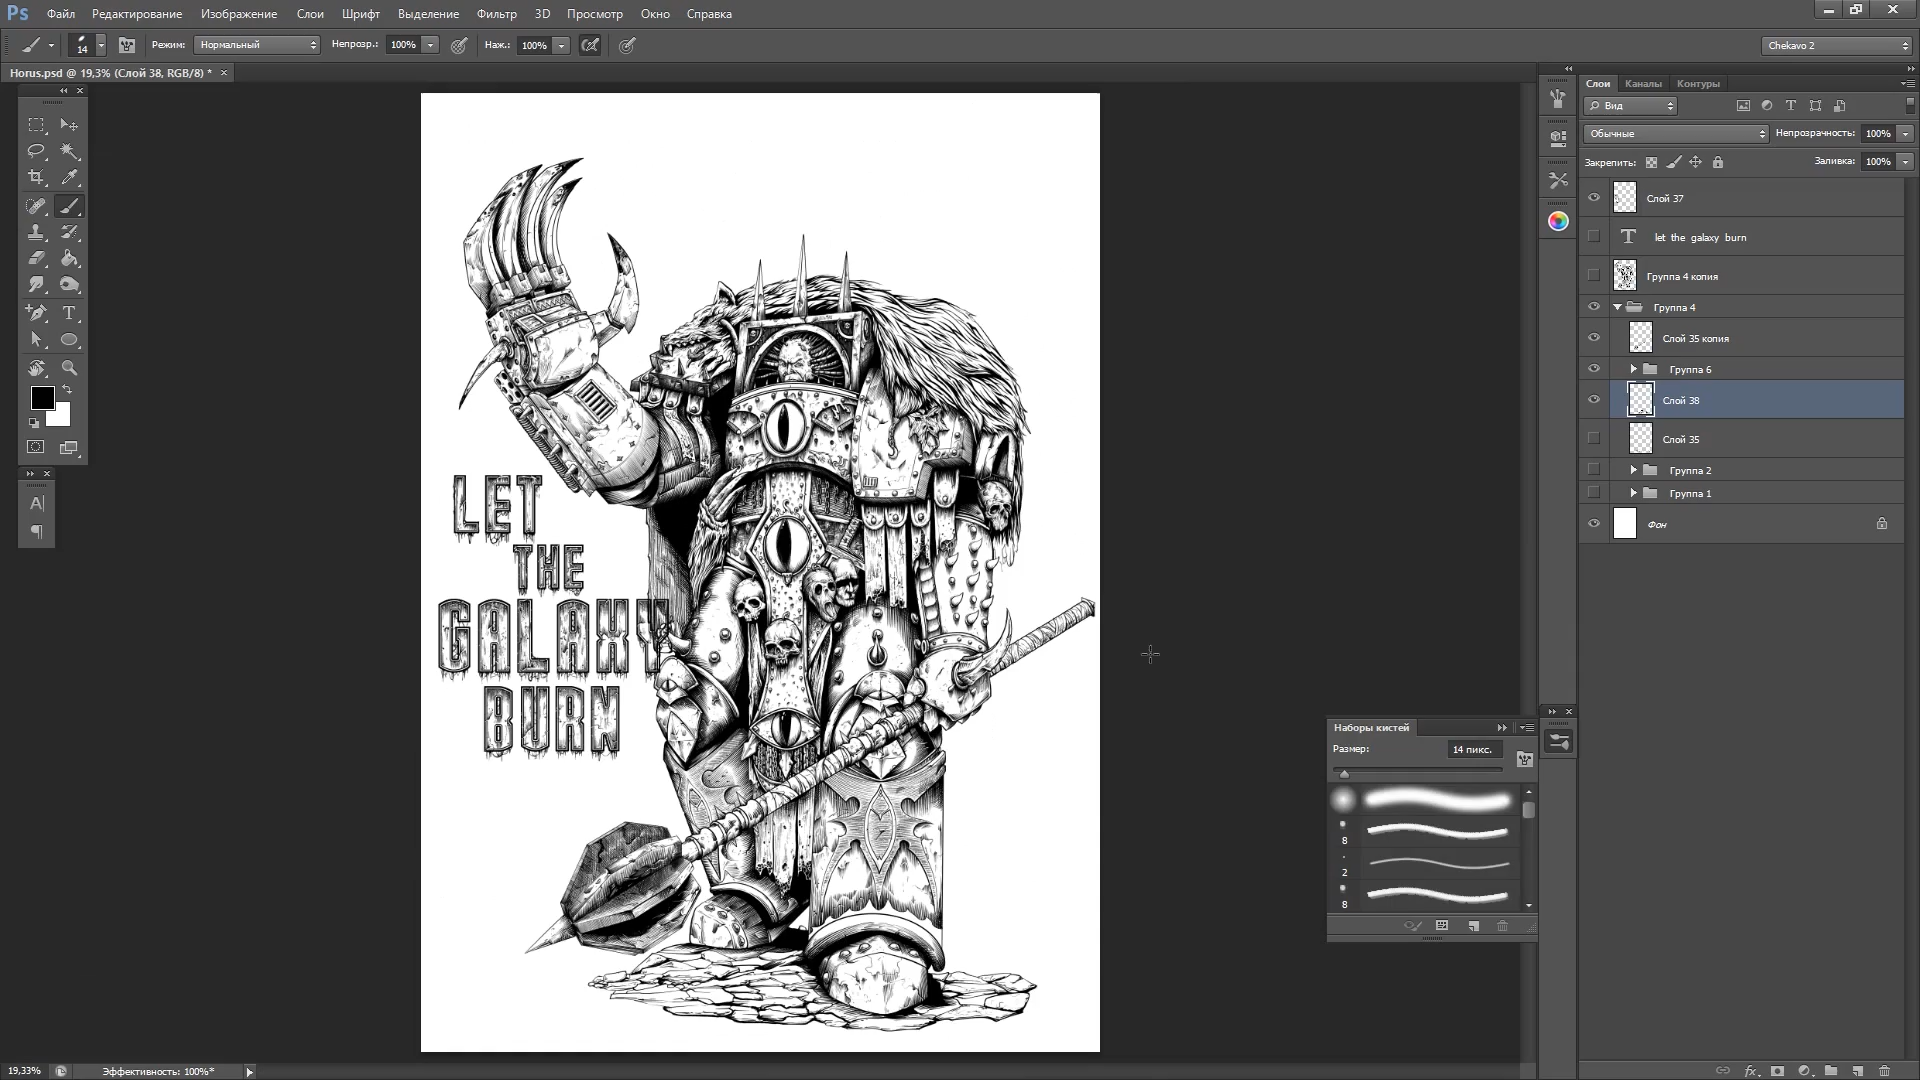 Ps Файл Редактирование Изображение Слои Шрифт Выделение Фильтр 3D Просмотр Окно Справка
14 Режим: Нормальный Непрозр.: 100% Наж.: 100% Chekavo 2
Horus.psd @ 19,3% (Слой 38, RGB/8) * ×
Слои Каналы Контуры
Вид
Обычные Непрозрачность: 100%
Закрепить: Заливка: 100%
Слой 37
let the galaxy burn
Группа 4 копия
Группа 4
Слой 35 копия
Группа 6
Слой 38
Слой 35
Группа 2
Группа 1
Фон
LET
THE
GALAXY
BURN
Наборы кистей
Размер: 14 пикс.
8
2
8
19,33% Эффективность: 100%*